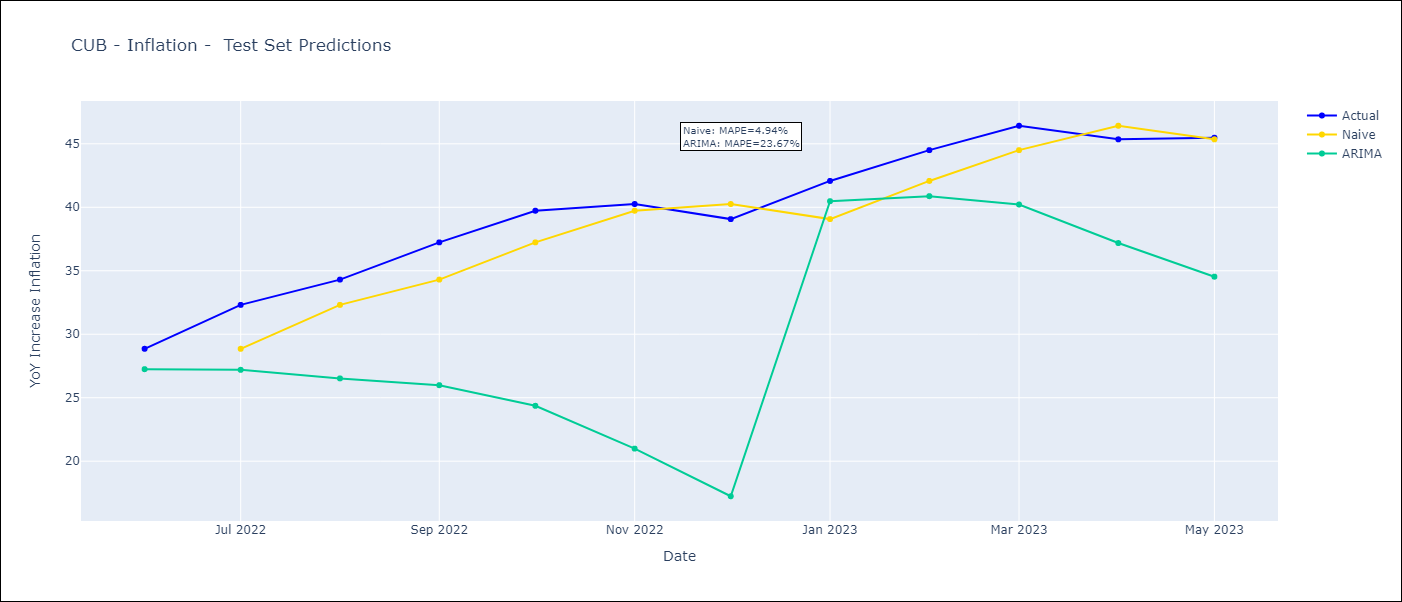 CUB - Inflation -  Test Set Predictions
Actual
Naive
ARIMA
Naive: MAPE=4.94%
ARIMA: MAPE=23.67%
YoY Increase Inflation
45
40
35
30
25
20
Jul 2022
Sep 2022
Nov 2022
Jan 2023
Mar 2023
May 2023
Date